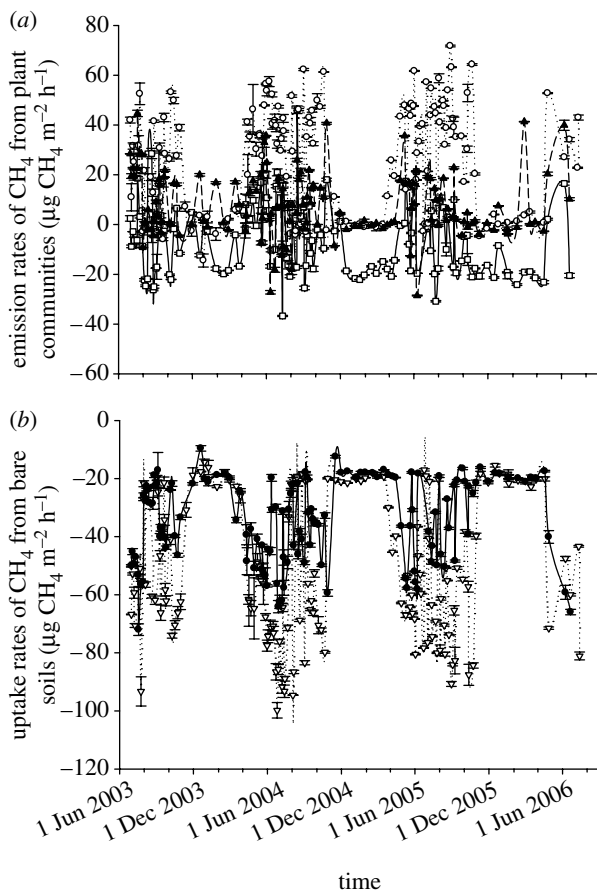 (a)
emission rates of CH4 from plant
communities (μg CH4 m−2 h−1)
80
60
40
20
0
−20
−40
−60
(b)
uptake rates of CH4 from bare
soils (μg CH4 m−2 h−1)
0
−20
−40
−60
−80
−100
−120
1 Jun 2003
1 Dec 2003
1 Jun 2004
1 Dec 2004
1 Jun 2005
1 Dec 2005
1 Jun 2006
time